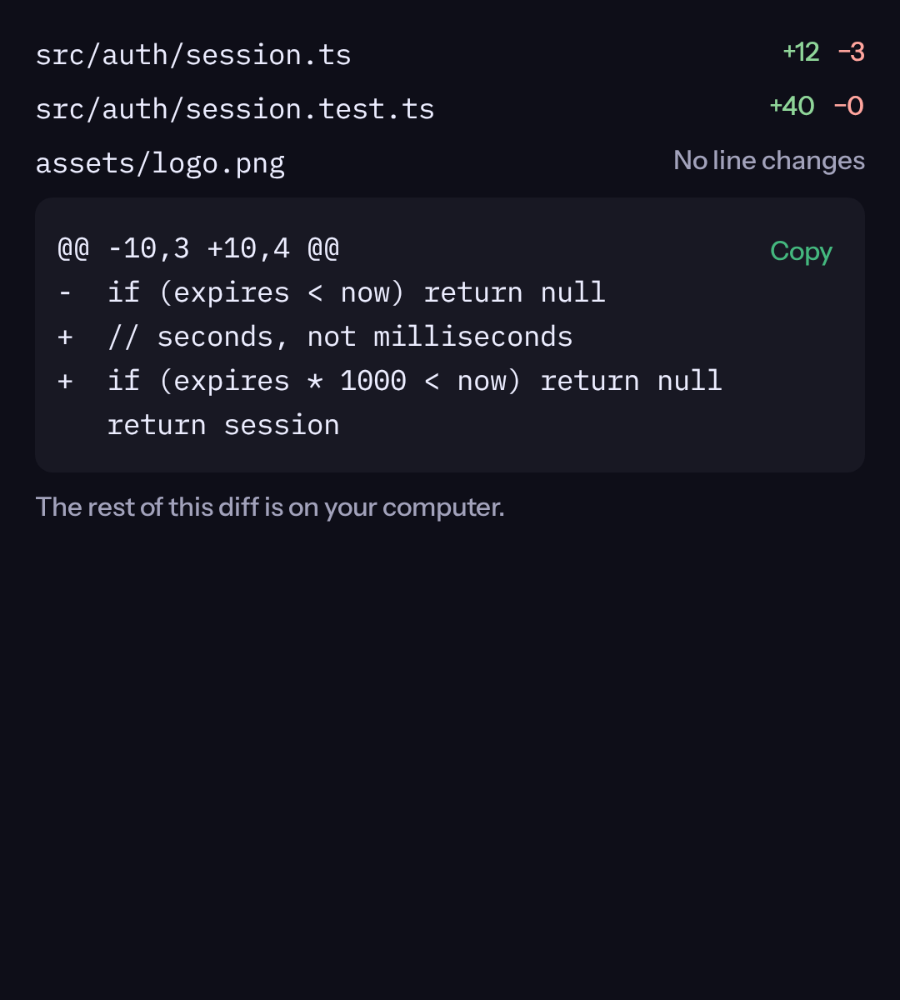 src/auth/session.ts +12 −3
src/auth/session.test.ts +40 −0
assets/logo.png No line changes
@@ -10,3 +10,4 @@ Copy
-  if (expires < now) return null
+  // seconds, not milliseconds
+  if (expires * 1000 < now) return null
   return session
The rest of this diff is on your computer.